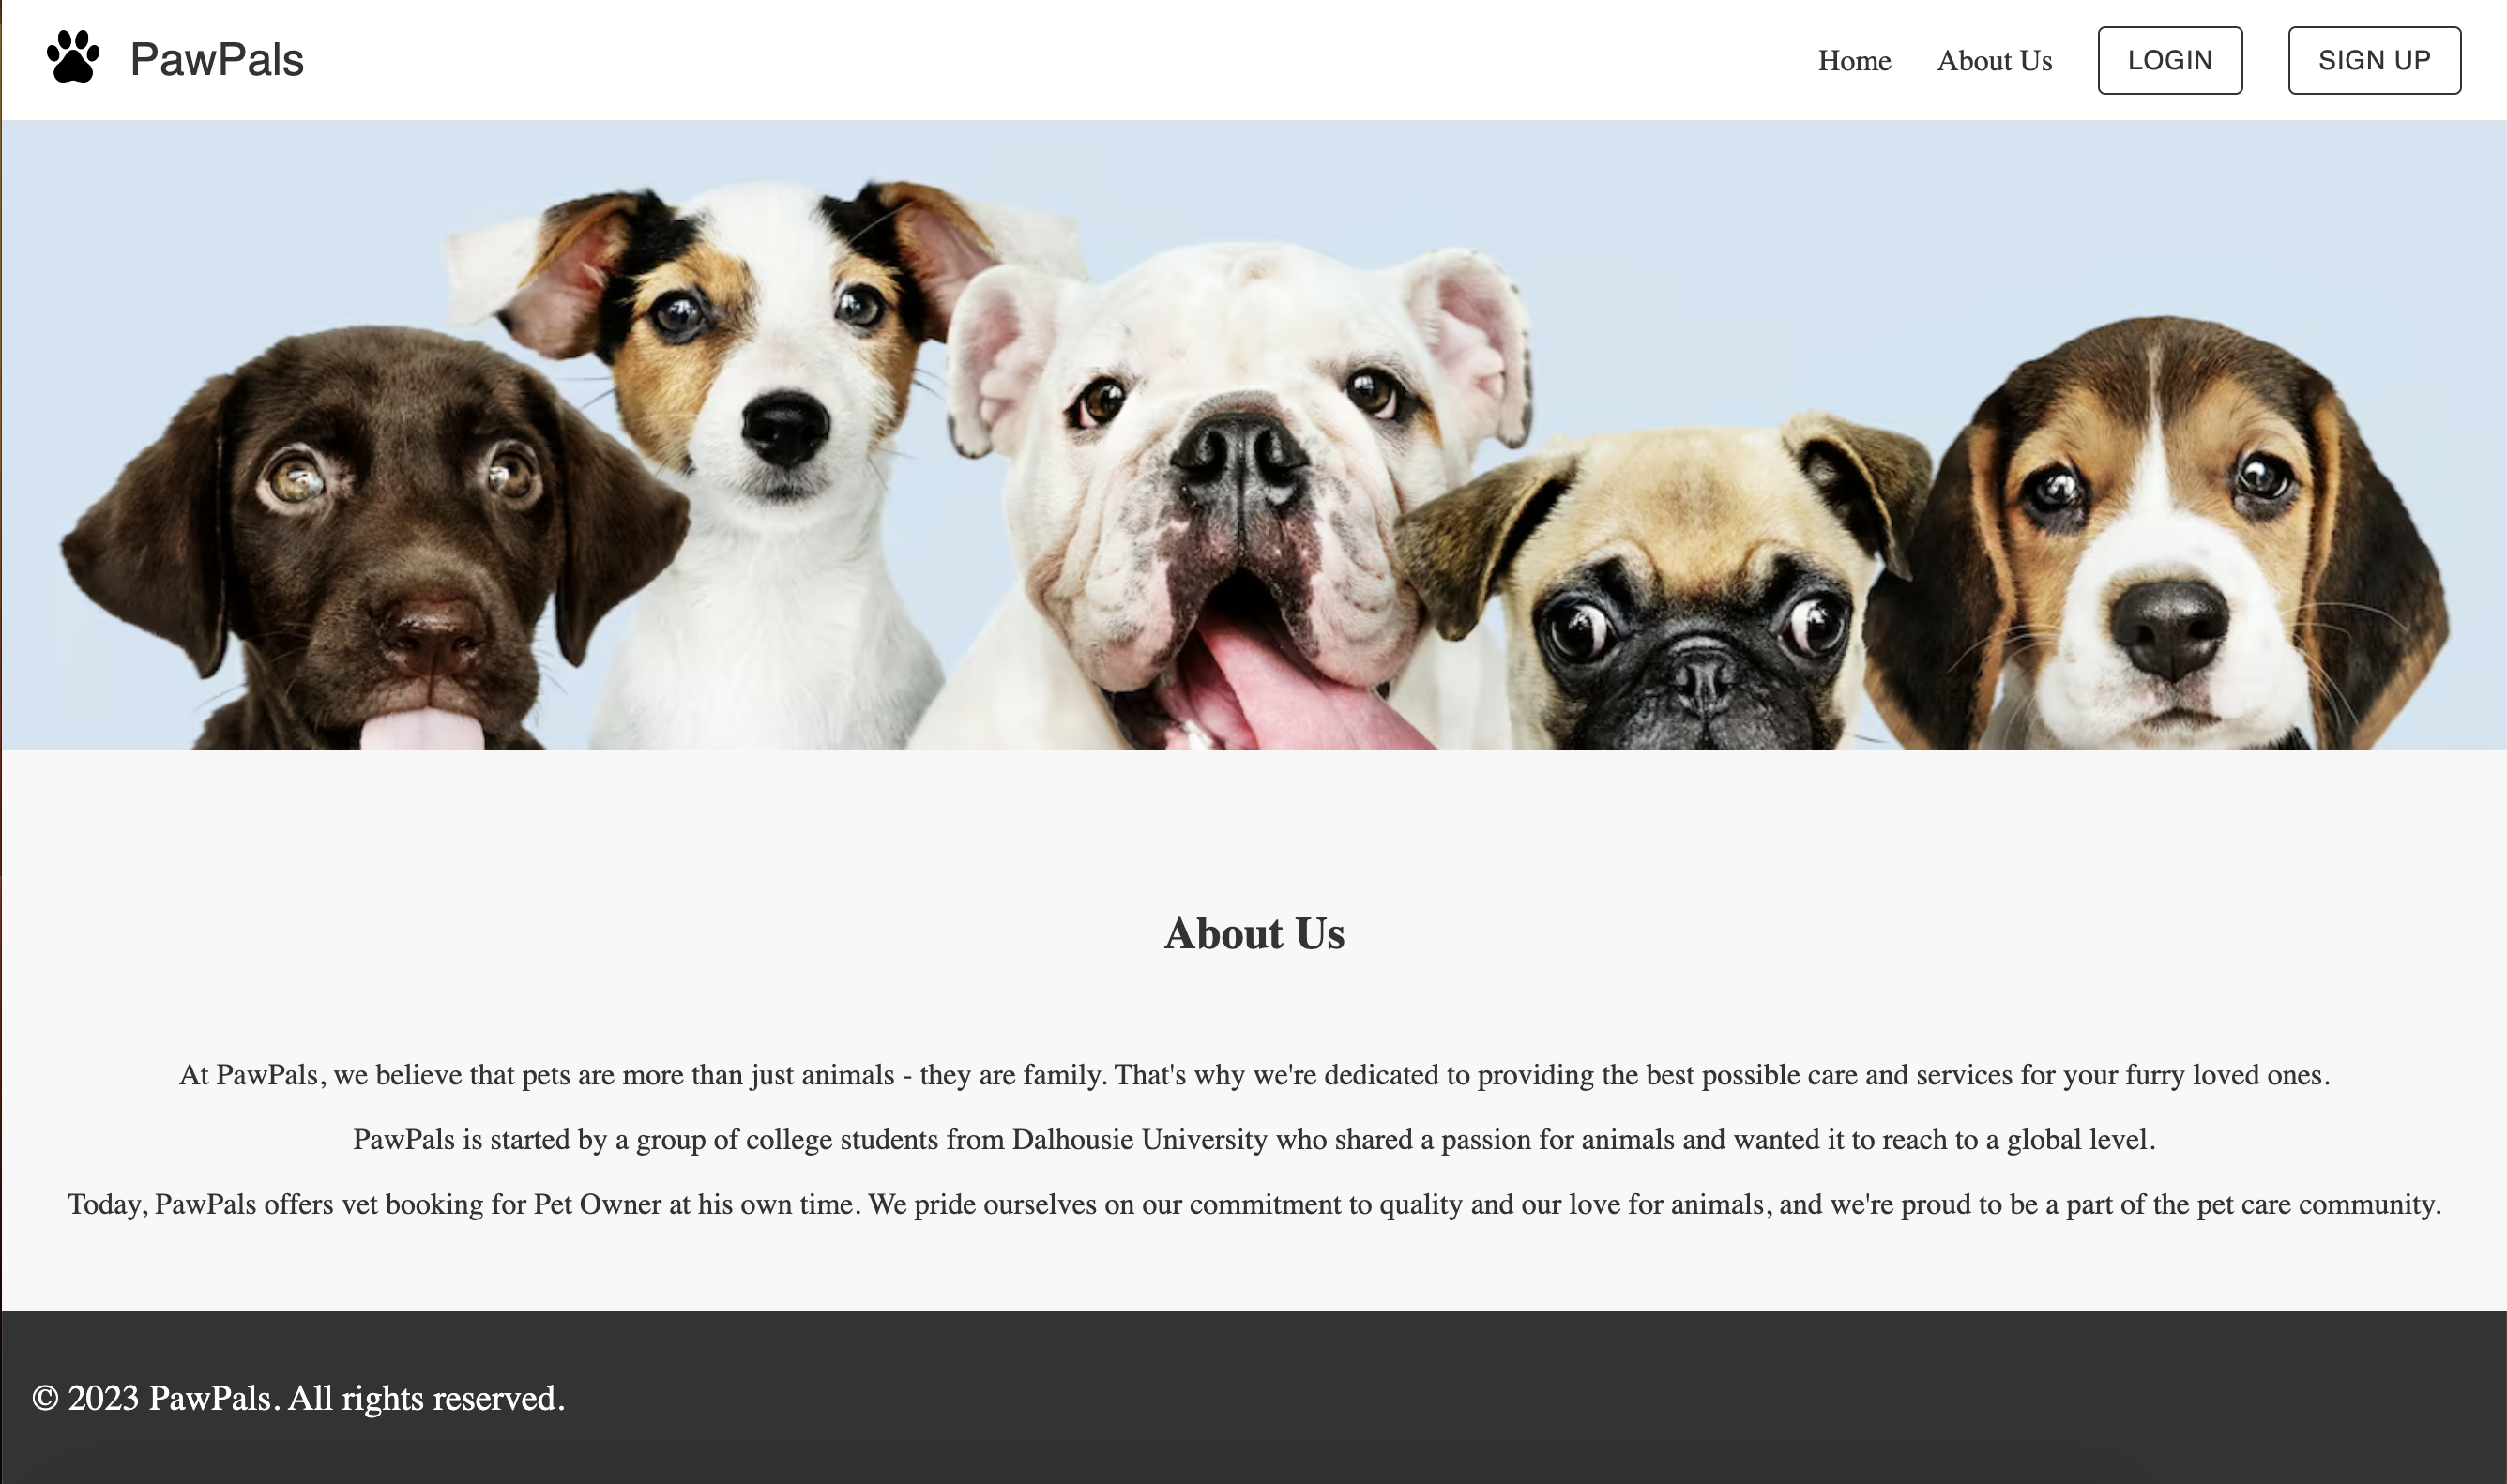 PawPals
Home About Us LOGIN SIGN UP
About Us
At PawPals, we believe that pets are more than just animals - they are family. That's why we're dedicated to providing the best possible care and services for your furry loved ones.
PawPals is started by a group of college students from Dalhousie University who shared a passion for animals and wanted it to reach to a global level.
Today, PawPals offers vet booking for Pet Owner at his own time. We pride ourselves on our commitment to quality and our love for animals, and we're proud to be a part of the pet care community.
© 2023 PawPals. All rights reserved.